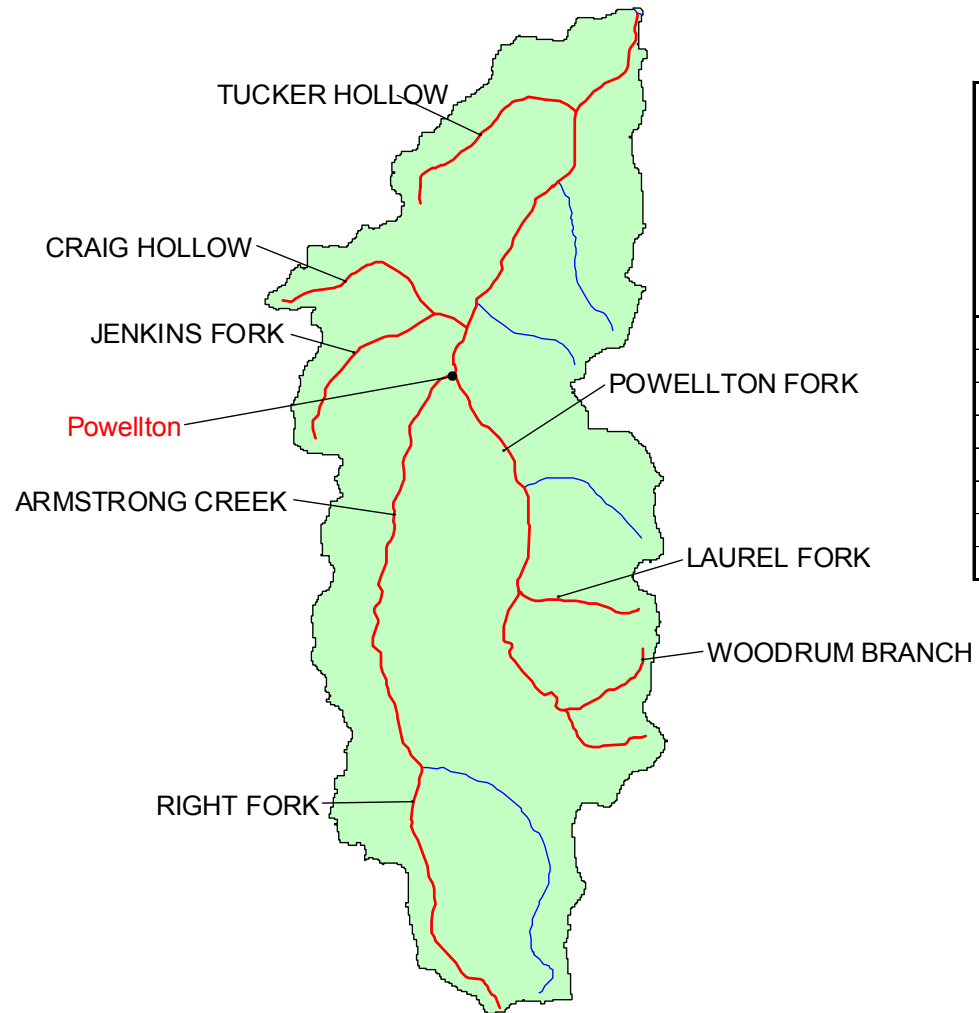 TUCKER HOLLOW
CRAIG HOLLOW
JENKINS FORK
POWELLTON FORK
Powellton
ARMSTRONG CREEK
LAUREL FORK
WOODRUM BRANCH
RIGHT FORK